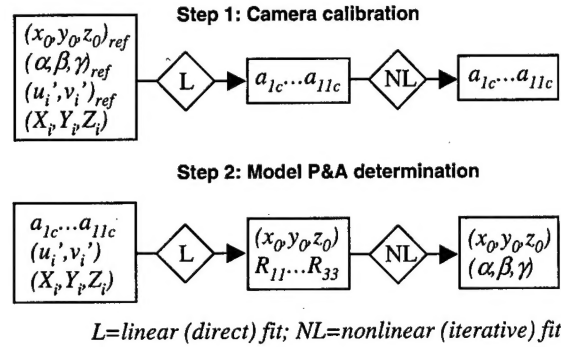 Step 1: Camera calibration
(x₀,y₀,z₀)ref
(α,β,γ)ref
(uᵢ',vᵢ')ref
(Xᵢ,Yᵢ,Zᵢ)
L
a₁c...a₁₁c
NL
a₁c...a₁₁c
Step 2: Model P&A determination
a₁c...a₁₁c
(uᵢ',vᵢ')
(Xᵢ,Yᵢ,Zᵢ)
L
(x₀,y₀,z₀)
R₁₁...R₃₃
NL
(x₀,y₀,z₀)
(α,β,γ)
L=linear (direct) fit; NL=nonlinear (iterative) fit